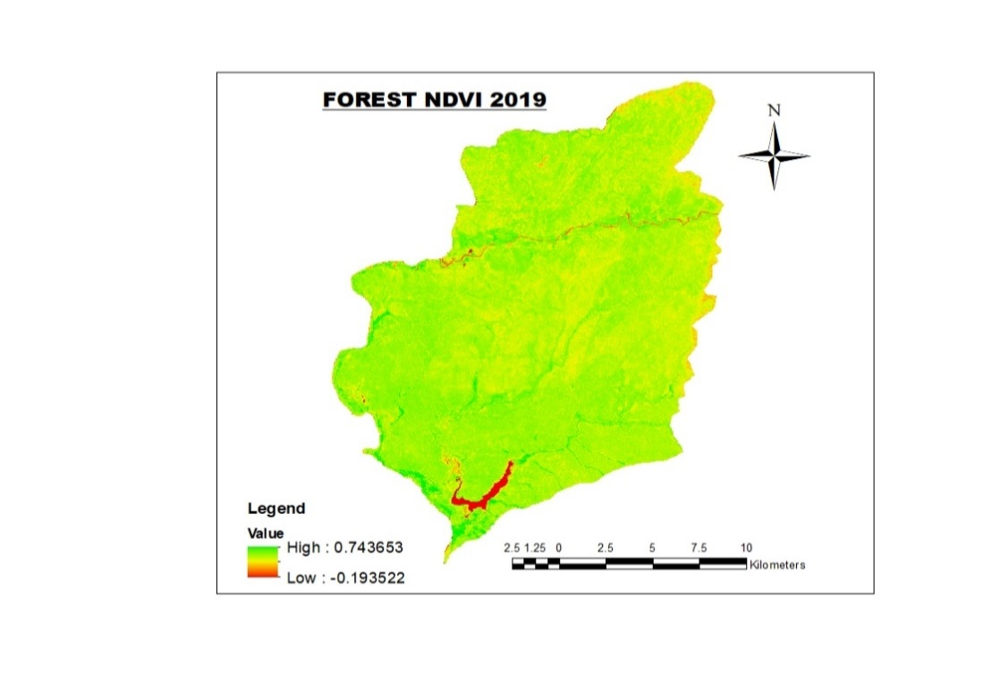 FOREST NDVI 2019
N
Legend
Value
High : 0.743653
Low : -0.193522
2.5 1.25 0 2.5 5 7.5 10
Kilometers